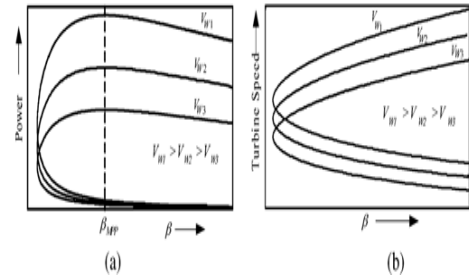 Power
V_W1
V_W2
V_W3
V_W1 > V_W2 > V_W3
β_MPP
β
(a)
Turbine Speed
V_W1
V_W2
V_W3
V_W1 > V_W2 > V_W3
β
(b)